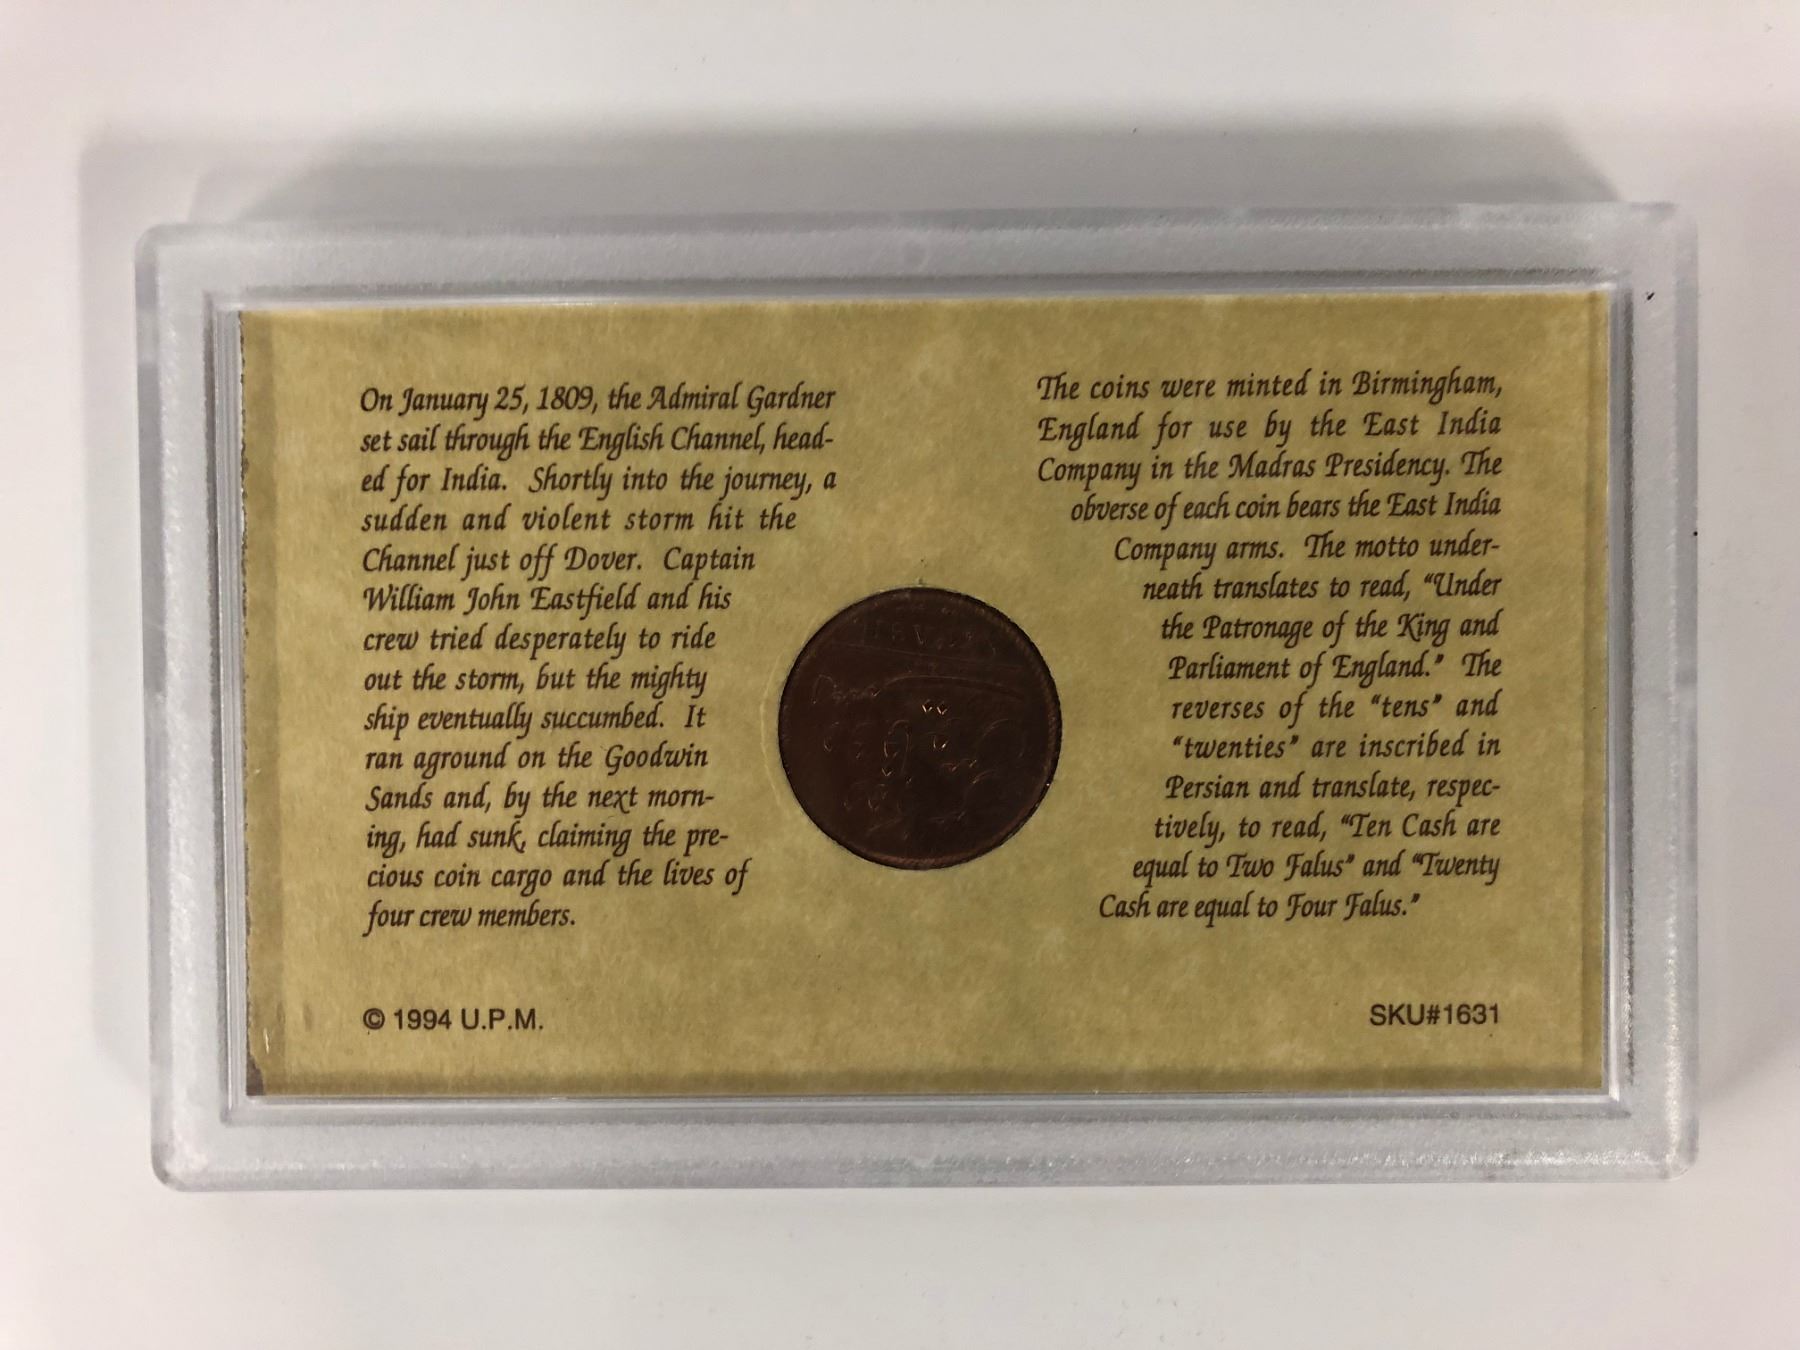 On January 25, 1809, the Admiral Gardner
set sail through the English Channel, head-
ed for India. Shortly into the journey, a
sudden and violent storm hit the
Channel just off Dover. Captain
William John Eastfield and his
crew tried desperately to ride
out the storm, but the mighty
ship eventually succumbed. It
ran aground on the Goodwin
Sands and, by the next morn-
ing, had sunk, claiming the pre-
cious coin cargo and the lives of
four crew members.
© 1994 U.P.M.
The coins were minted in Birmingham,
England for use by the East India
Company in the Madras Presidency. The
obverse of each coin bears the East India
Company arms. The motto under-
neath translates to read, “Under
the Patronage of the King and
Parliament of England.” The
reverses of the “tens” and
“twenties” are inscribed in
Persian and translate, respec-
tively, to read, “Ten Cash are
equal to Two Falus” and “Twenty
Cash are equal to Four Falus.”
SKU#1631